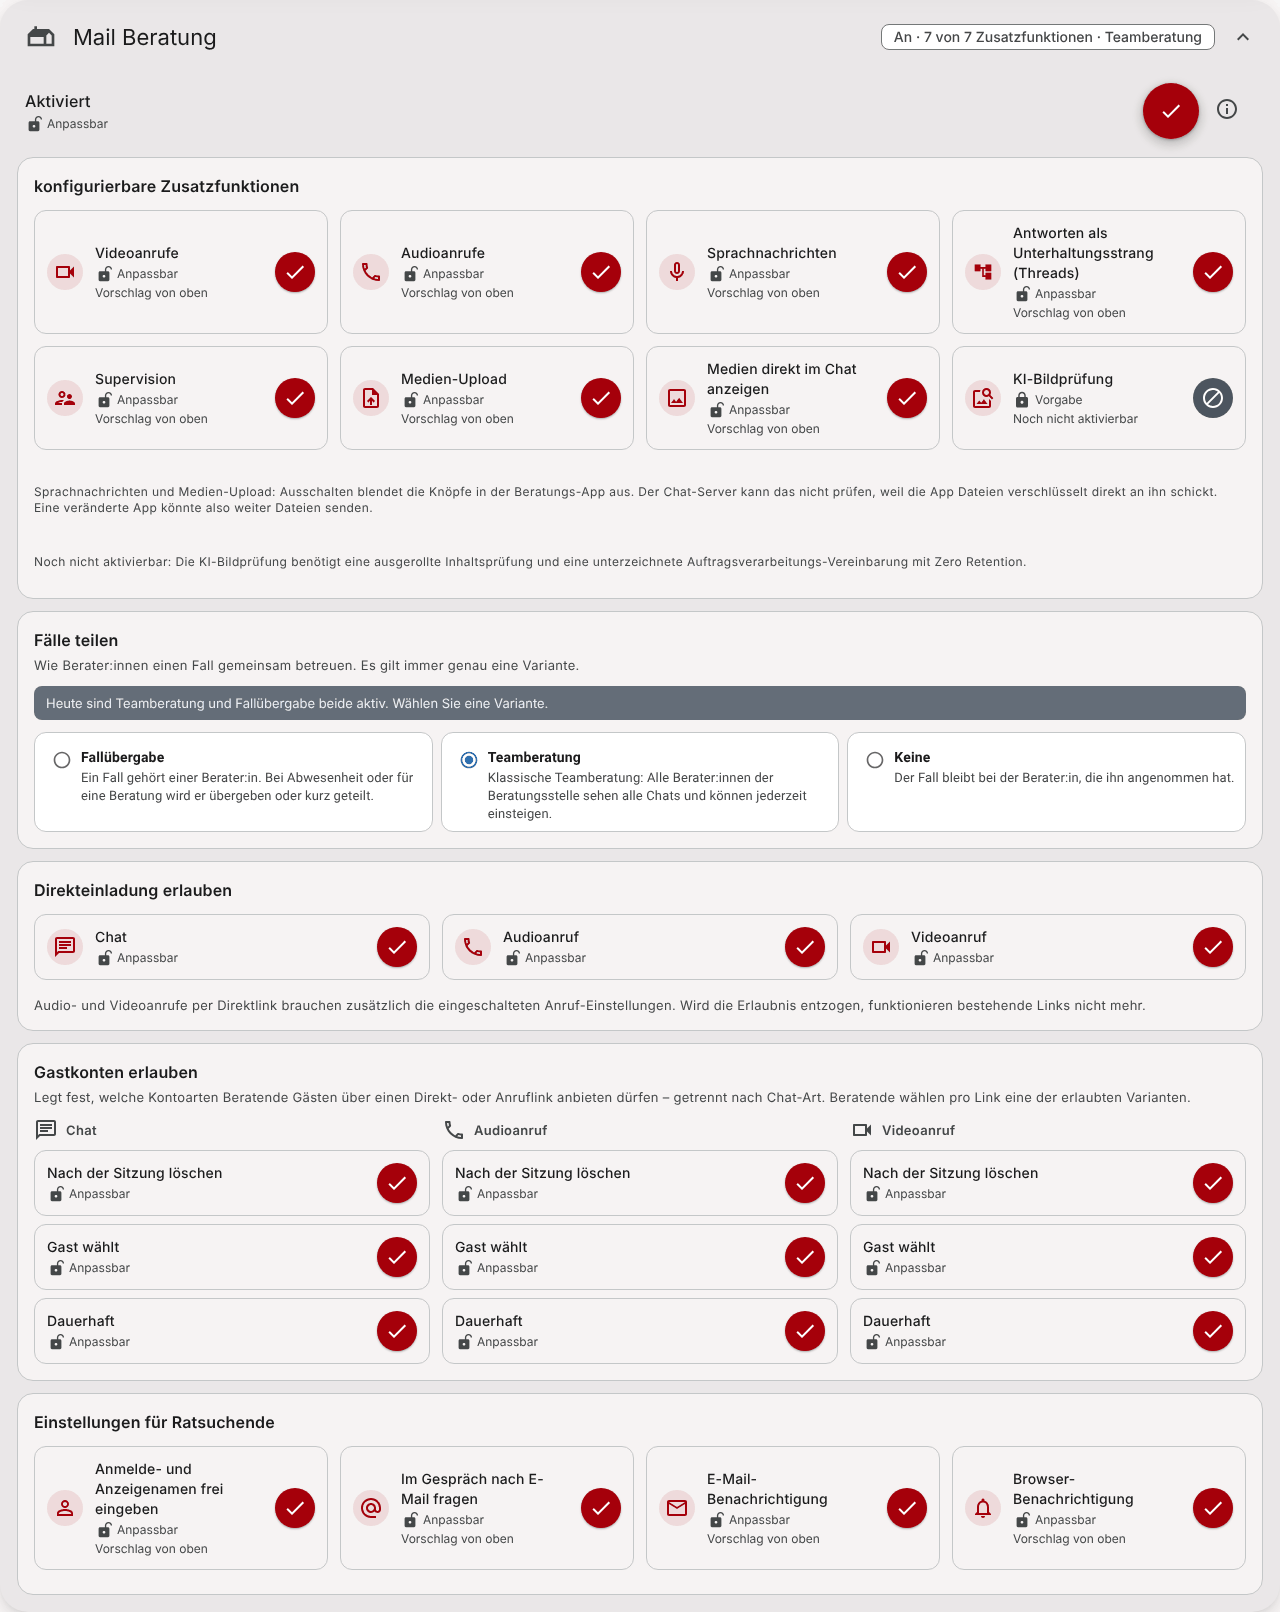 Mail Beratung
An · 7 von 7 Zusatzfunktionen · Teamberatung
Aktiviert
Anpassbar
konfigurierbare Zusatzfunktionen
Videoanrufe
Anpassbar
Vorschlag von oben
Audioanrufe
Anpassbar
Vorschlag von oben
Sprachnachrichten
Anpassbar
Vorschlag von oben
Antworten als
Unterhaltungsstrang
(Threads)
Anpassbar
Vorschlag von oben
Supervision
Anpassbar
Vorschlag von oben
Medien-Upload
Anpassbar
Vorschlag von oben
Medien direkt im Chat
anzeigen
Anpassbar
Vorschlag von oben
KI-Bildprüfung
Vorgabe
Noch nicht aktivierbar
Sprachnachrichten und Medien-Upload: Ausschalten blendet die Knöpfe in der Beratungs-App aus. Der Chat-Server kann das nicht prüfen, weil die App Dateien verschlüsselt direkt an ihn schickt.
Eine veränderte App könnte also weiter Dateien senden.
Noch nicht aktivierbar: Die KI-Bildprüfung benötigt eine ausgerollte Inhaltsprüfung und eine unterzeichnete Auftragsverarbeitungs-Vereinbarung mit Zero Retention.
Fälle teilen
Wie Berater:innen einen Fall gemeinsam betreuen. Es gilt immer genau eine Variante.
Heute sind Teamberatung und Fallübergabe beide aktiv. Wählen Sie eine Variante.
Fallübergabe
Ein Fall gehört einer Berater:in. Bei Abwesenheit oder für
eine Beratung wird er übergeben oder kurz geteilt.
Teamberatung
Klassische Teamberatung: Alle Berater:innen der
Beratungsstelle sehen alle Chats und können jederzeit
einsteigen.
Keine
Der Fall bleibt bei der Berater:in, die ihn angenommen hat.
Direkteinladung erlauben
Chat
Anpassbar
Audioanruf
Anpassbar
Videoanruf
Anpassbar
Audio- und Videoanrufe per Direktlink brauchen zusätzlich die eingeschalteten Anruf-Einstellungen. Wird die Erlaubnis entzogen, funktionieren bestehende Links nicht mehr.
Gastkonten erlauben
Legt fest, welche Kontoarten Beratende Gästen über einen Direkt- oder Anruflink anbieten dürfen – getrennt nach Chat-Art. Beratende wählen pro Link eine der erlaubten Varianten.
Chat
Audioanruf
Videoanruf
Nach der Sitzung löschen
Anpassbar
Nach der Sitzung löschen
Anpassbar
Nach der Sitzung löschen
Anpassbar
Gast wählt
Anpassbar
Gast wählt
Anpassbar
Gast wählt
Anpassbar
Dauerhaft
Anpassbar
Dauerhaft
Anpassbar
Dauerhaft
Anpassbar
Einstellungen für Ratsuchende
Anmelde- und
Anzeigenamen frei
eingeben
Anpassbar
Vorschlag von oben
Im Gespräch nach E-
Mail fragen
Anpassbar
Vorschlag von oben
E-Mail-
Benachrichtigung
Anpassbar
Vorschlag von oben
Browser-
Benachrichtigung
Anpassbar
Vorschlag von oben